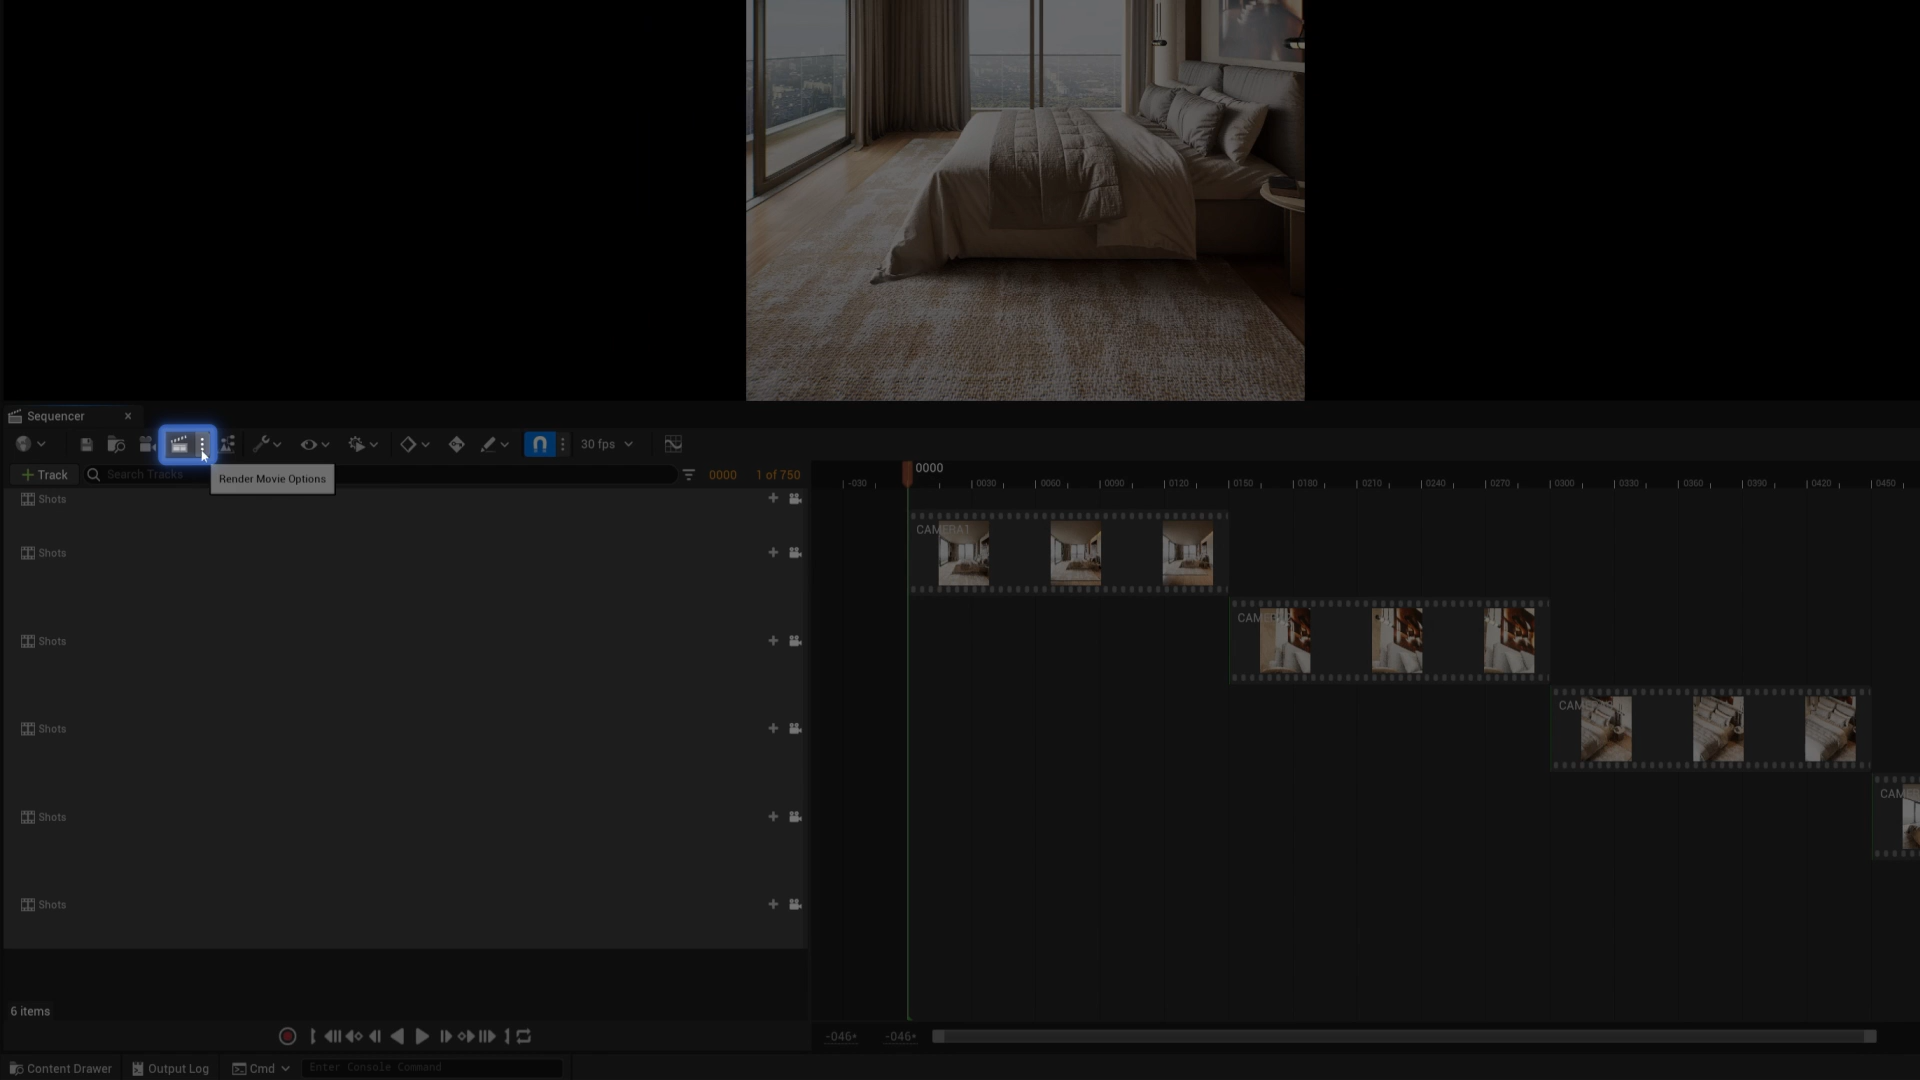 Sequencer
30 fps
Track
Search Tracks
Render Movie Options
0000
1 of 750
0000
-030
0030
0060
0090
0120
0150
0180
0210
0240
0270
0300
0330
0360
0390
0420
0450
Shots
Shots
CAMERA1
Shots
Shots
Shots
Shots
6 items
-046*
-046*
Content Drawer
Output Log
Cmd
Enter Console Command